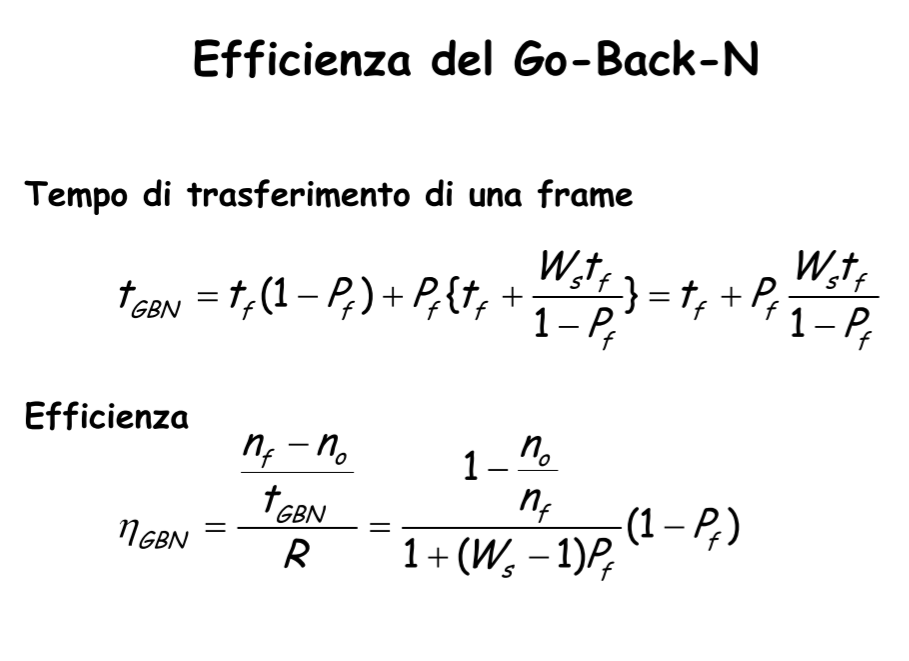 Efficienza del Go-Back-N
Tempo di trasferimento di una frame
t_GBN = t_f(1 − P_f) + P_f{t_f + W_s t_f / (1 − P_f)} = t_f + P_f W_s t_f / (1 − P_f)
Efficienza
η_GBN = ((n_f − n_o) / t_GBN) / R = (1 − n_o / n_f) / (1 + (W_s − 1)P_f) (1 − P_f)